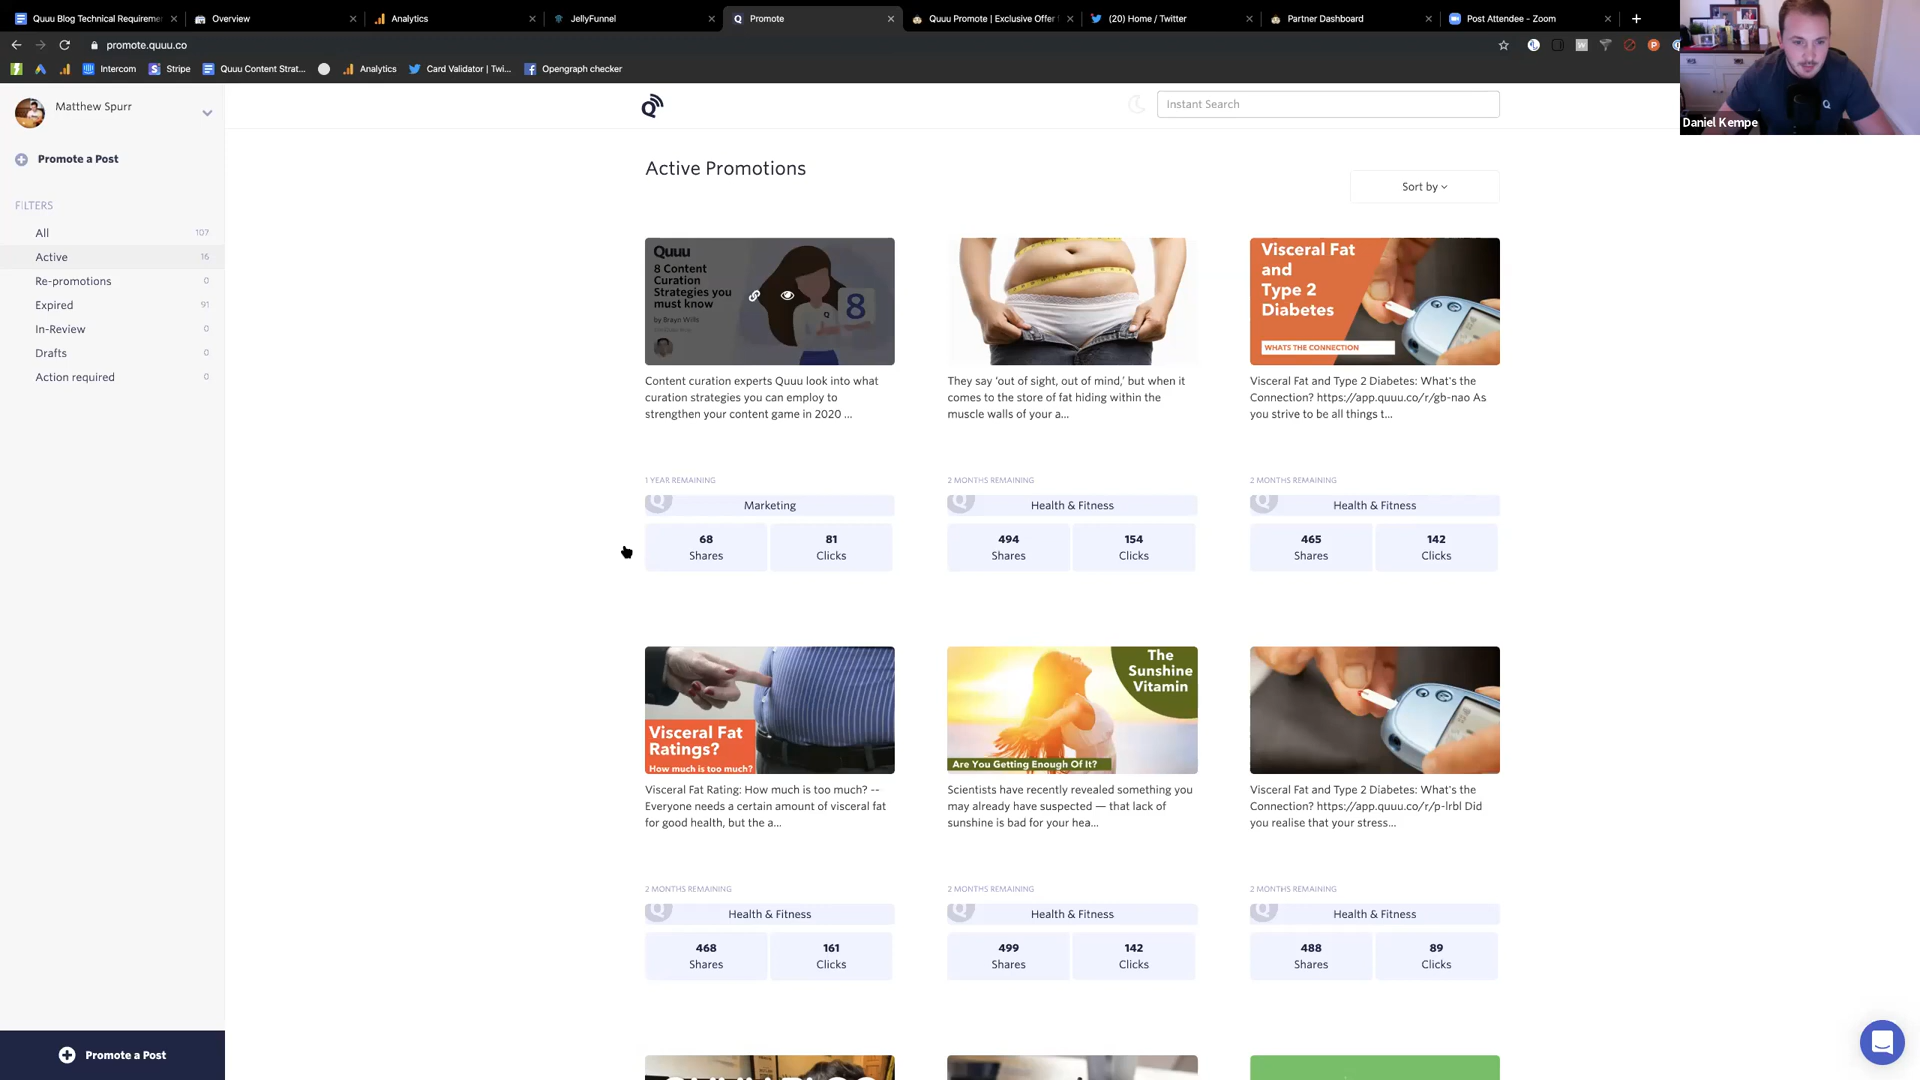 Quuu Blog Technical Requireme
Overview
Analytics
JellyFunnel
Promote
Quuu Promote | Exclusive Offer
(20) Home / Twitter
Partner Dashboard
Post Attendee - Zoom
promote.quuu.co
Intercom
Stripe
Quuu Content Strat...
Analytics
Card Validator | Twi...
Opengraph checker
Daniel Kempe
Matthew Spurr
Promote a Post
FILTERS
All 107
Active 16
Re-promotions 0
Expired 91
In-Review 0
Drafts 0
Action required 0
Promote a Post
Instant Search
Active Promotions
Sort by
Quuu
8 Content
Curation
Strategies you
must know
by Brayn Wills
8
Visceral Fat
and
Type 2
Diabetes
WHATS THE CONNECTION
Content curation experts Quuu look into what
curation strategies you can employ to
strengthen your content game in 2020 ...
They say ‘out of sight, out of mind,’ but when it
comes to the store of fat hiding within the
muscle walls of your a...
Visceral Fat and Type 2 Diabetes: What's the
Connection? https://app.quuu.co/r/gb-nao As
you strive to be all things t...
1 YEAR REMAINING
2 MONTHS REMAINING
2 MONTHS REMAINING
Marketing
Health & Fitness
Health & Fitness
68 Shares
81 Clicks
494 Shares
154 Clicks
465 Shares
142 Clicks
Visceral Fat
Ratings?
How much is too much?
The
Sunshine
Vitamin
Are You Getting Enough Of It?
Visceral Fat Rating: How much is too much? --
Everyone needs a certain amount of visceral fat
for good health, but the a...
Scientists have recently revealed something you
may already have suspected — that lack of
sunshine is bad for your hea...
Visceral Fat and Type 2 Diabetes: What's the
Connection? https://app.quuu.co/r/p-lrbl Did
you realise that your stress...
2 MONTHS REMAINING
2 MONTHS REMAINING
2 MONTHS REMAINING
Health & Fitness
Health & Fitness
Health & Fitness
468 Shares
161 Clicks
499 Shares
142 Clicks
488 Shares
89 Clicks